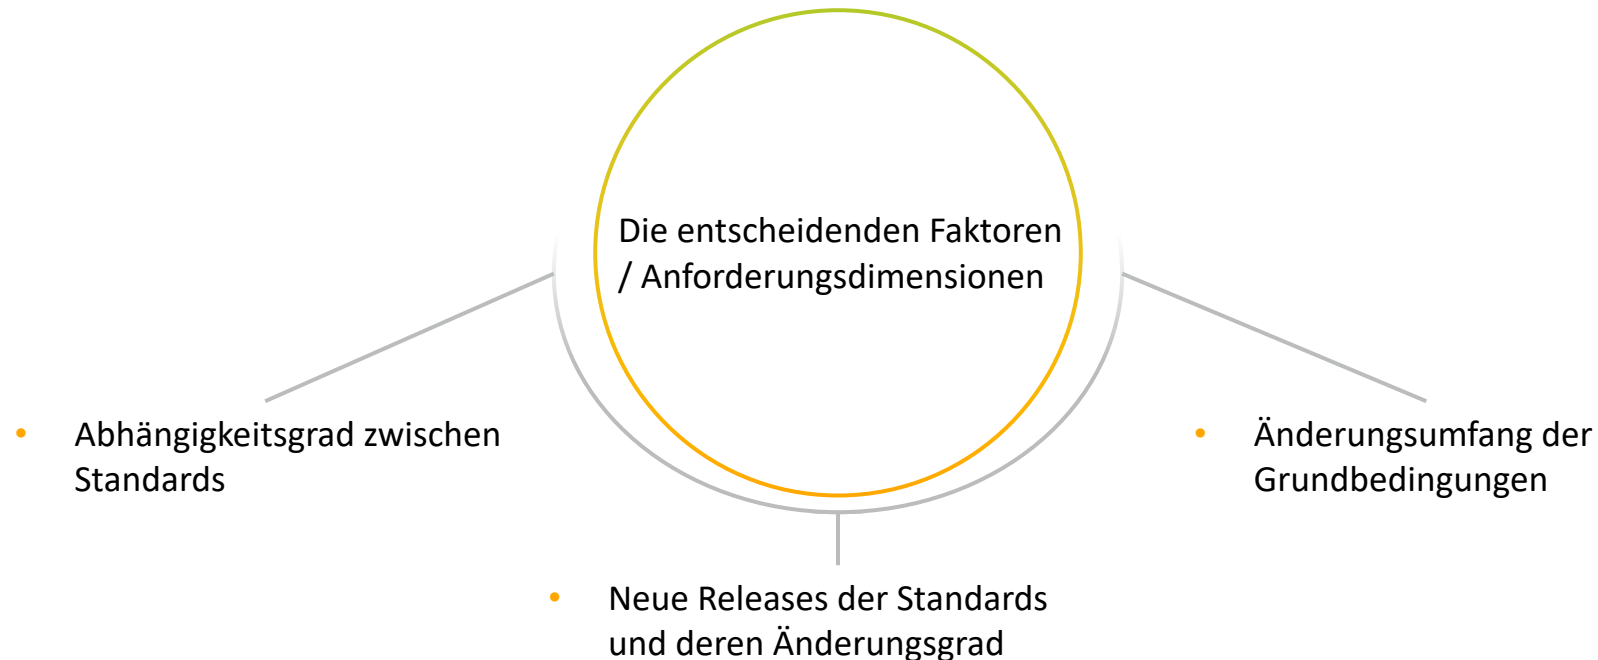 Die entscheidenden Faktoren
/ Anforderungsdimensionen
• Abhängigkeitsgrad zwischen
Standards
• Änderungsumfang der
Grundbedingungen
• Neue Releases der Standards
und deren Änderungsgrad